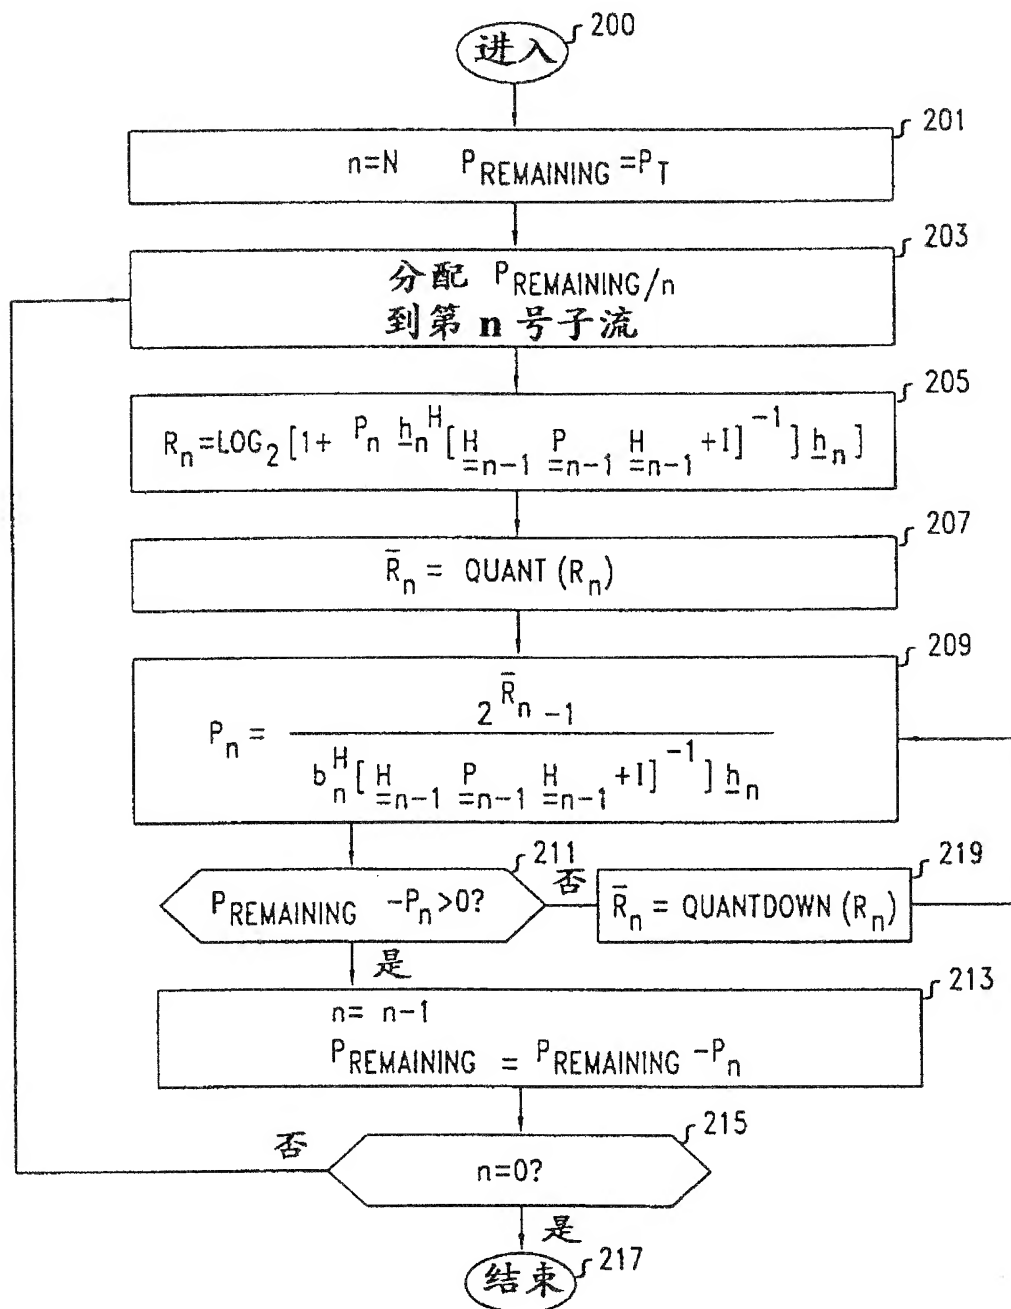 进入 200
201
n=N P_REMAINING =P_T
203
分配 P_REMAINING/n
到第 n 号子流
205
R_n=LOG_2[1+ P_n h_n^H[H_n-1 P_n-1 H_n-1+I]^-1]h_n]
207
R̄_n = QUANT(R_n)
209
P_n = 2^R̄_n -1
b_n^H[H_n-1 P_n-1 H_n-1+I]^-1]h_n
211
P_REMAINING -P_n>0?
否
219
R̄_n = QUANTDOWN(R_n)
是
213
n= n-1
P_REMAINING = P_REMAINING -P_n
215
否
n=0?
是
结束 217